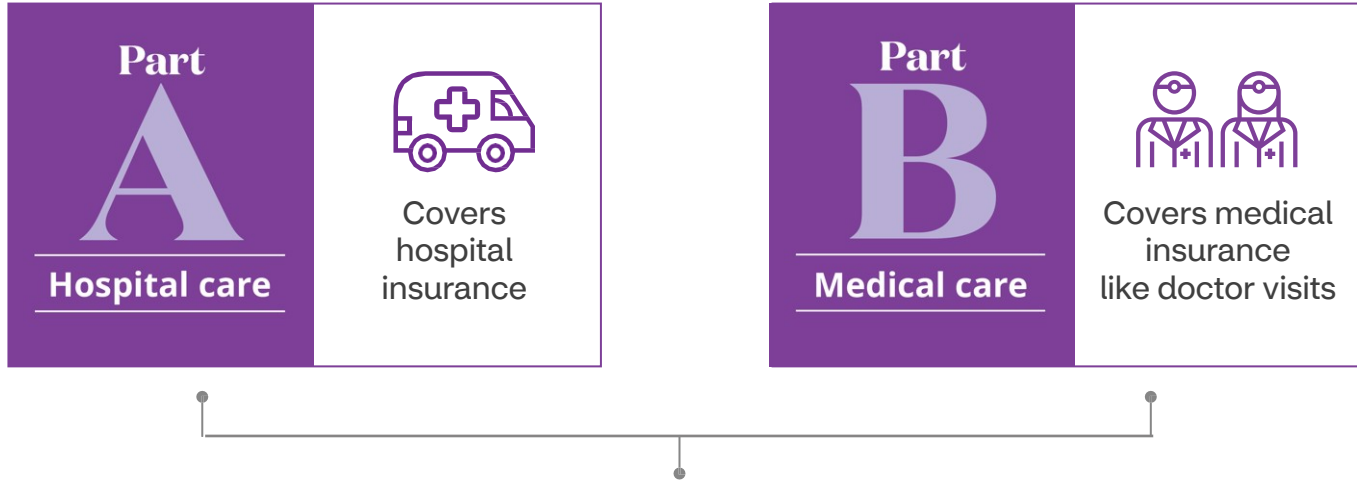 Part
A
Hospital care
Covers
hospital
insurance
Part
B
Medical care
Covers medical
insurance
like doctor visits